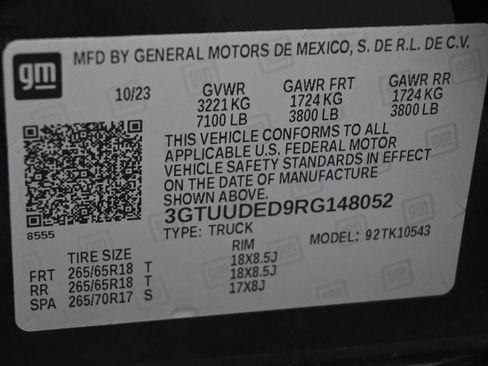 gm
MFD BY GENERAL MOTORS DE MEXICO, S. DE R.L. DE C.V.
10/23 GVWR GAWR FRT GAWR RR
3221 KG 1724 KG 1724 KG
7100 LB 3800 LB 3800 LB
THIS VEHICLE CONFORMS TO ALL
APPLICABLE U.S. FEDERAL MOTOR
VEHICLE SAFETY STANDARDS IN EFFECT
ON THE DATE OF MANUFACTURE
SHOWN ABOVE.
8555
3GTUUDED9RG148052
TYPE: TRUCK MODEL: 92TK10543
TIRE SIZE RIM
FRT 265/65R18 T 18X8.5J
RR 265/65R18 T 18X8.5J
SPA 265/70R17 S 17X8J